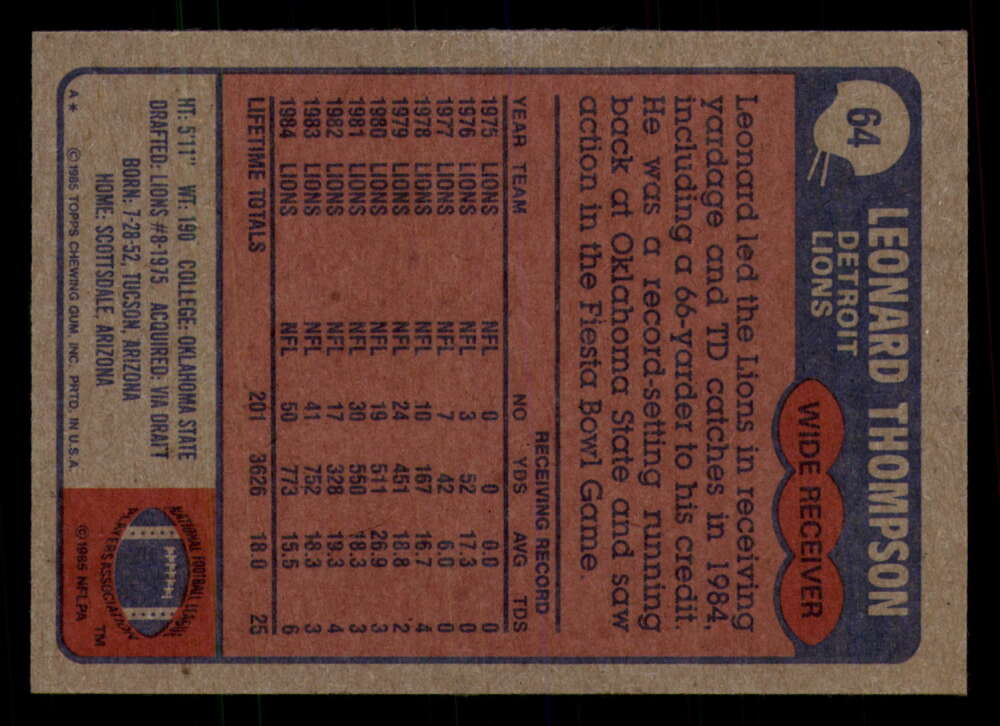 64
LEONARD THOMPSON
DETROIT
LIONS
WIDE RECEIVER
Leonard led the Lions in receiving
yardage and TD catches in 1984,
including a 66-yarder to his credit.
He was a record-setting running
back at Oklahoma State and saw
action in the Fiesta Bowl Game.
RECEIVING RECORD
YEAR TEAM NO YDS AVG TDS
1975 LIONS NFL 0 0 0.0 0
1976 LIONS NFL 3 52 17.3 0
1977 LIONS NFL 7 42 6.0 0
1978 LIONS NFL 10 167 16.7 4
1979 LIONS NFL 24 451 18.8 2
1980 LIONS NFL 19 511 26.9 3
1981 LIONS NFL 30 550 18.3 3
1982 LIONS NFL 17 328 19.3 4
1983 LIONS NFL 41 752 18.3 3
1984 LIONS NFL 50 773 15.5 6
LIFETIME TOTALS 201 3626 18.0 25
HT: 5'11" WT: 190 COLLEGE: OKLAHOMA STATE
DRAFTED: LIONS #8-1975 ACQUIRED: VIA DRAFT
BORN: 7-28-52, TUCSON, ARIZONA
HOME: SCOTTSDALE, ARIZONA
A* © 1985 TOPPS CHEWING GUM, INC. PRTD. IN U.S.A.
NATIONAL FOOTBALL LEAGUE
PLAYERS ASSOCIATION
TM
© 1985 NFLPA